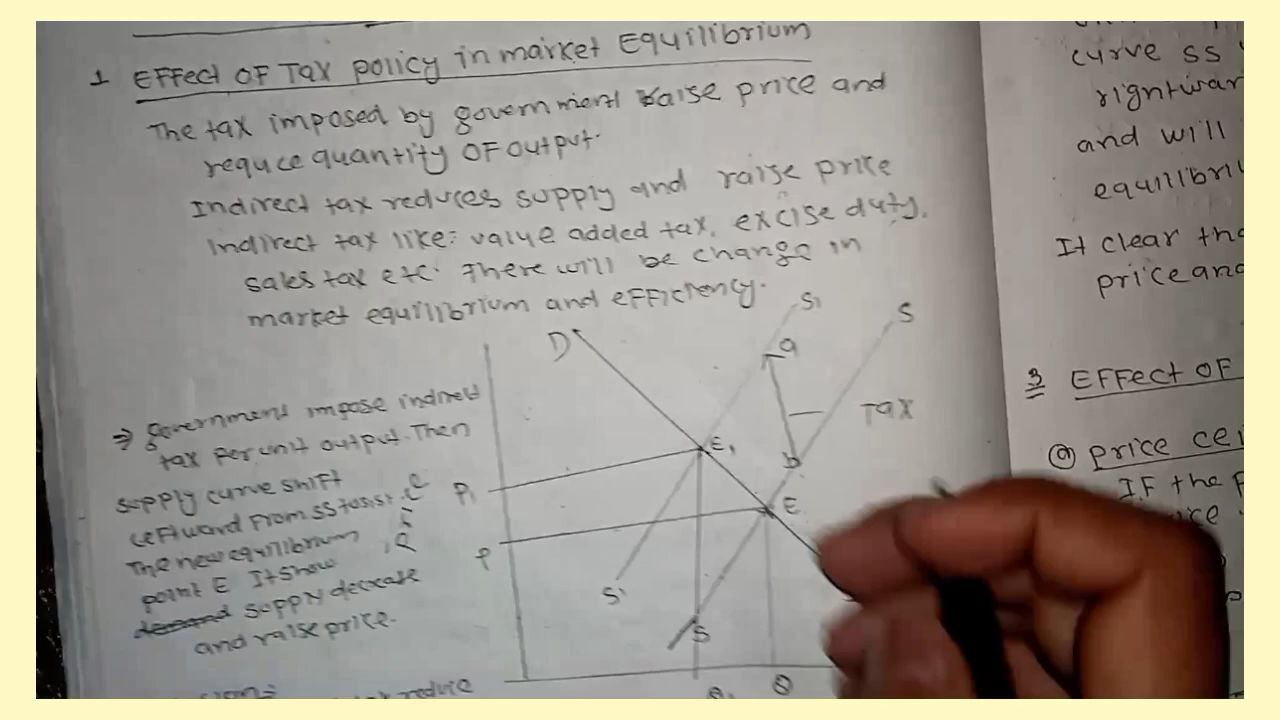 1 Effect of Tax policy in market Equilibrium
The tax imposed by government raise price and
requce quantity of output.
Indirect tax reduces supply and raise price
Indirect tax like: value added tax, excise duty,
sales tax etc. There will be change in
market equilibrium and efficiency.
S1
S
D
a
⇒ Government impose indirect
Tax
tax per unit output. Then
E1
b
supply curve shift
P1
leftward from ss to s1s1.
E
The new equilibrium
P
point E It show
S1
demand supply decrease
S
and raise price.
Q1 Q
reduce
curve ss
rigntwar
and will
equilibri
It clear tha
price and
3 Effect of
(a) price cei
If the p